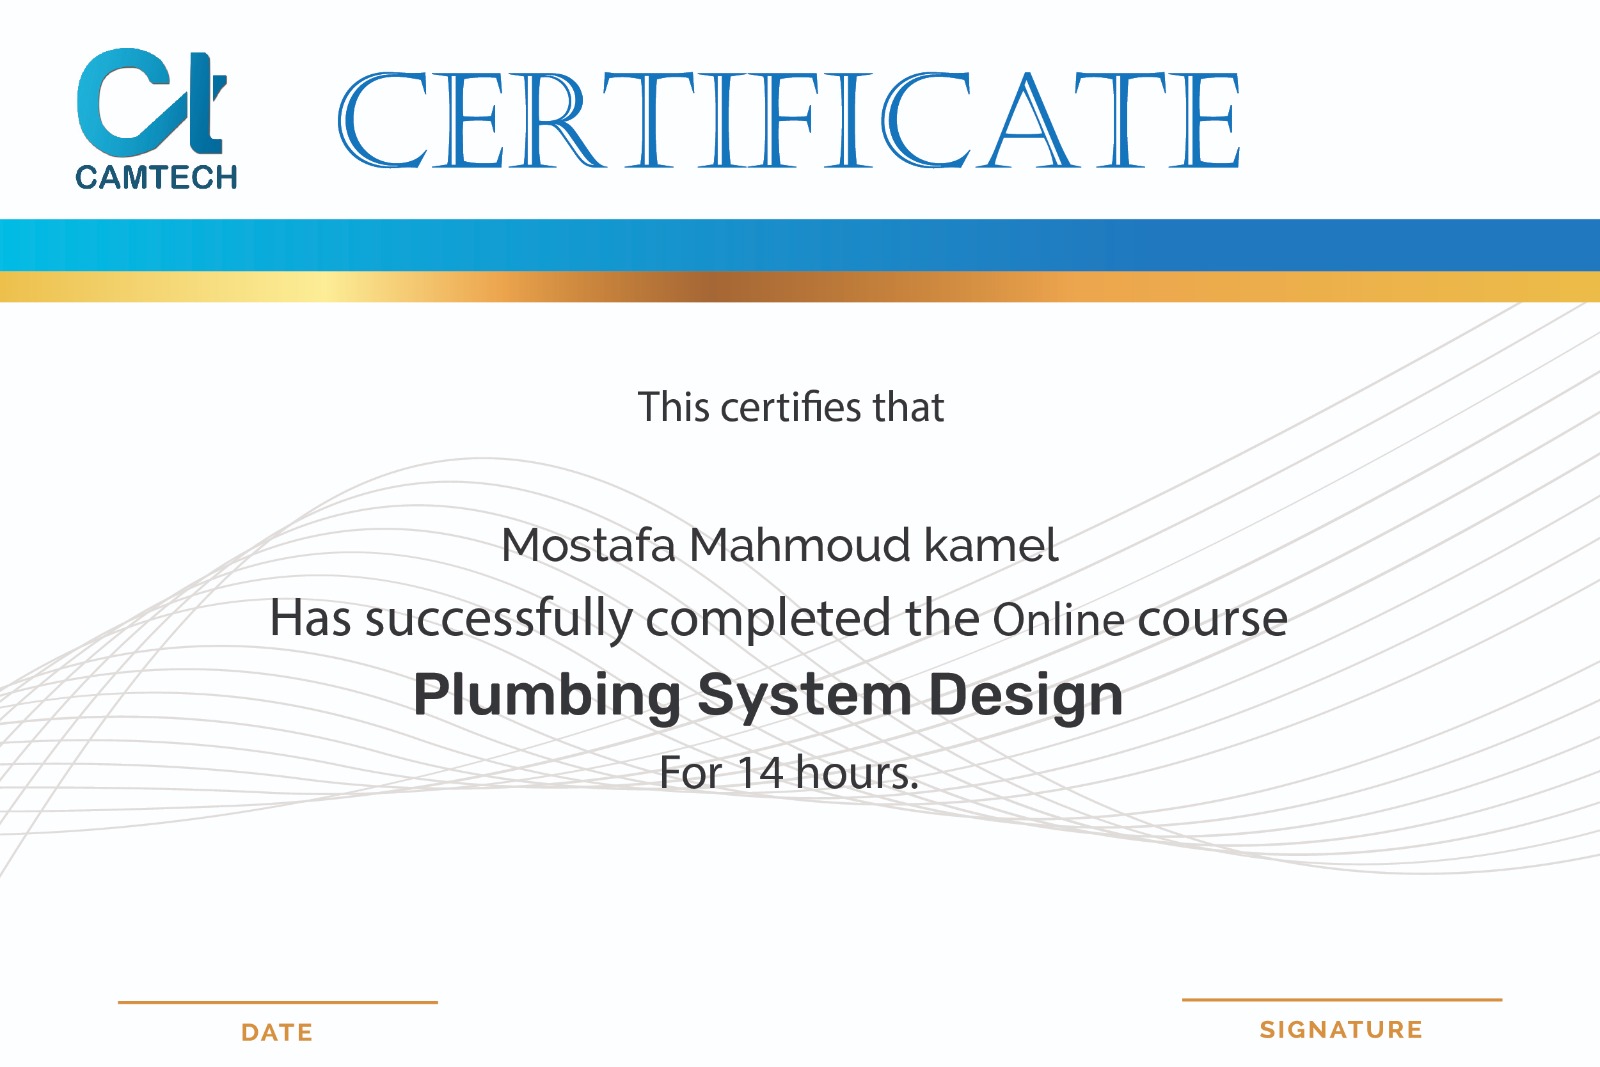 Ct
CAMTECH
CERTIFICATE
This certifies that
Mostafa Mahmoud kamel
Has successfully completed the Online course
Plumbing System Design
For 14 hours.
DATE
SIGNATURE